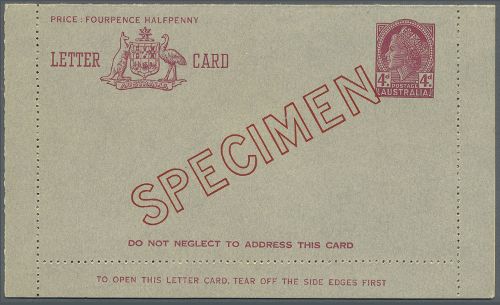 PRICE : FOURPENCE HALFPENNY
LETTER CARD
AUSTRALIA
4d 4d
POSTAGE
AUSTRALIA
SPECIMEN
DO NOT NEGLECT TO ADDRESS THIS CARD
TO OPEN THIS LETTER CARD, TEAR OFF THE SIDE EDGES FIRST